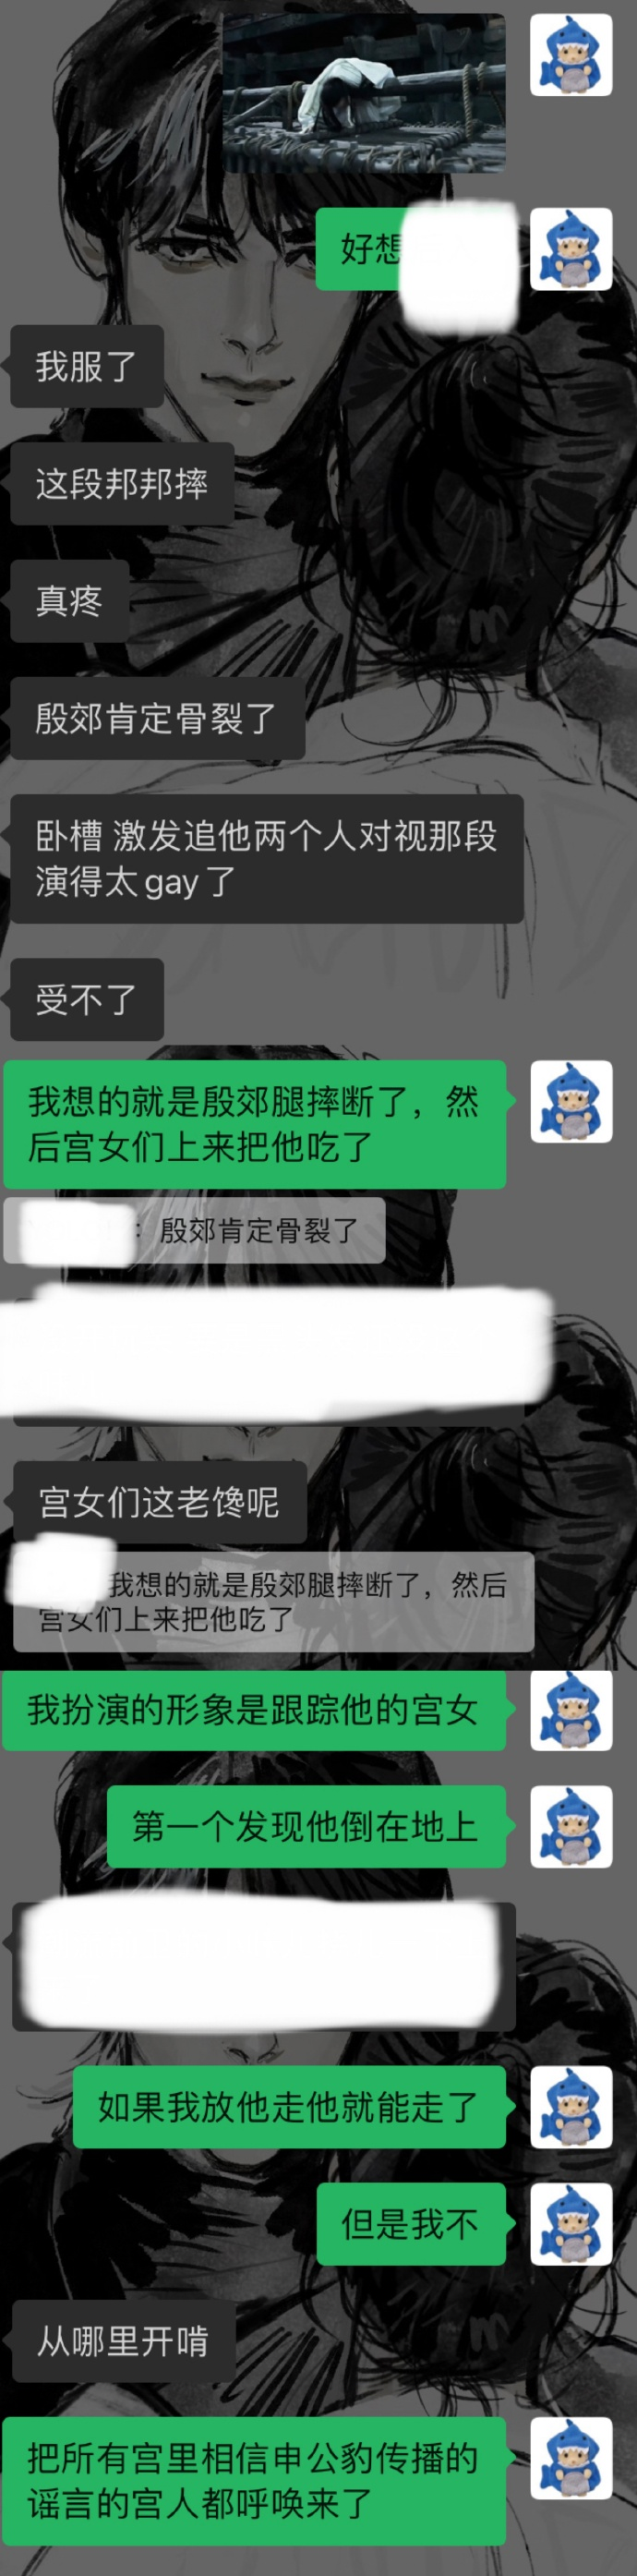 好想
我服了
这段邦邦摔
真疼
殷郊肯定骨裂了
卧槽 激发追他两个人对视那段
演得太 gay 了
受不了
我想的就是殷郊腿摔断了，然
后宫女们上来把他吃了
：殷郊肯定骨裂了
宫女们这老馋呢
我想的就是殷郊腿摔断了，然后
宫女们上来把他吃了
我扮演的形象是跟踪他的宫女
第一个发现他倒在地上
如果我放他走他就能走了
但是我不
从哪里开啃
把所有宫里相信申公豹传播的
谣言的宫人都呼唤来了